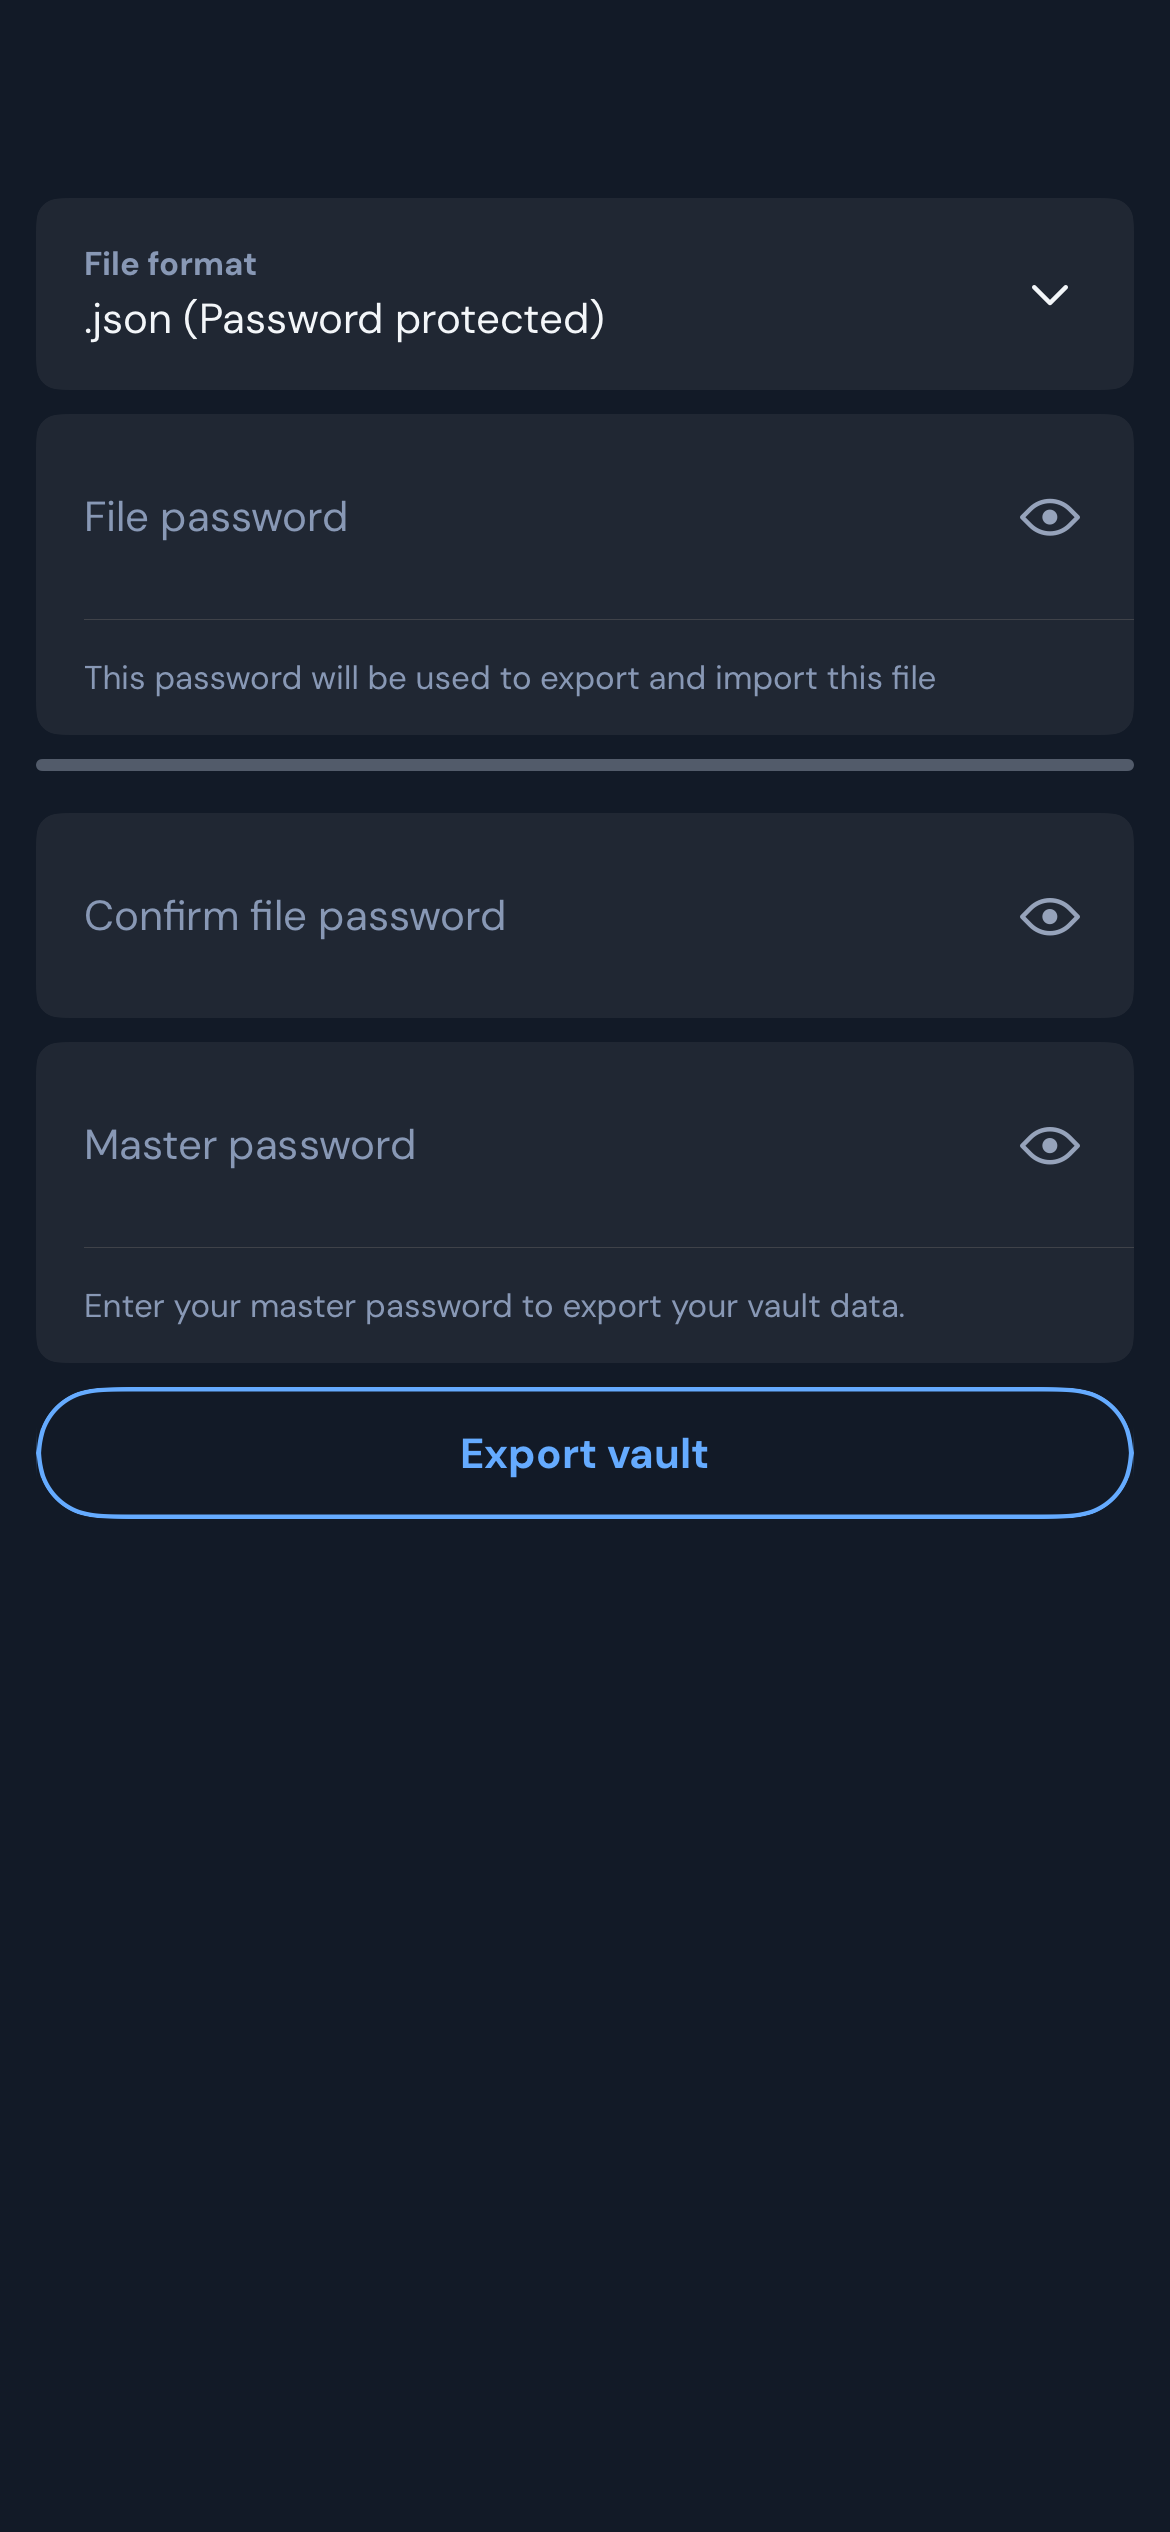 File format
.json (Password protected)
File password
This password will be used to export and import this file
Confirm file password
Master password
Enter your master password to export your vault data.
Export vault